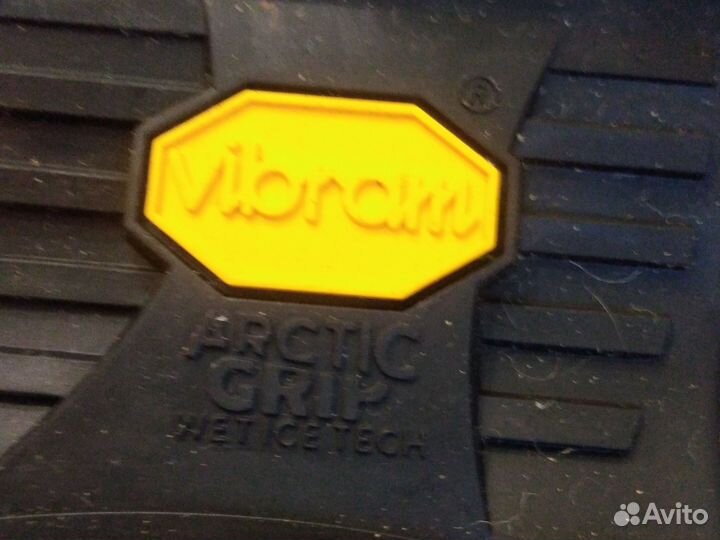 ®
vibram
ARCTIC
GRIP
WET ICE TECH
Avito